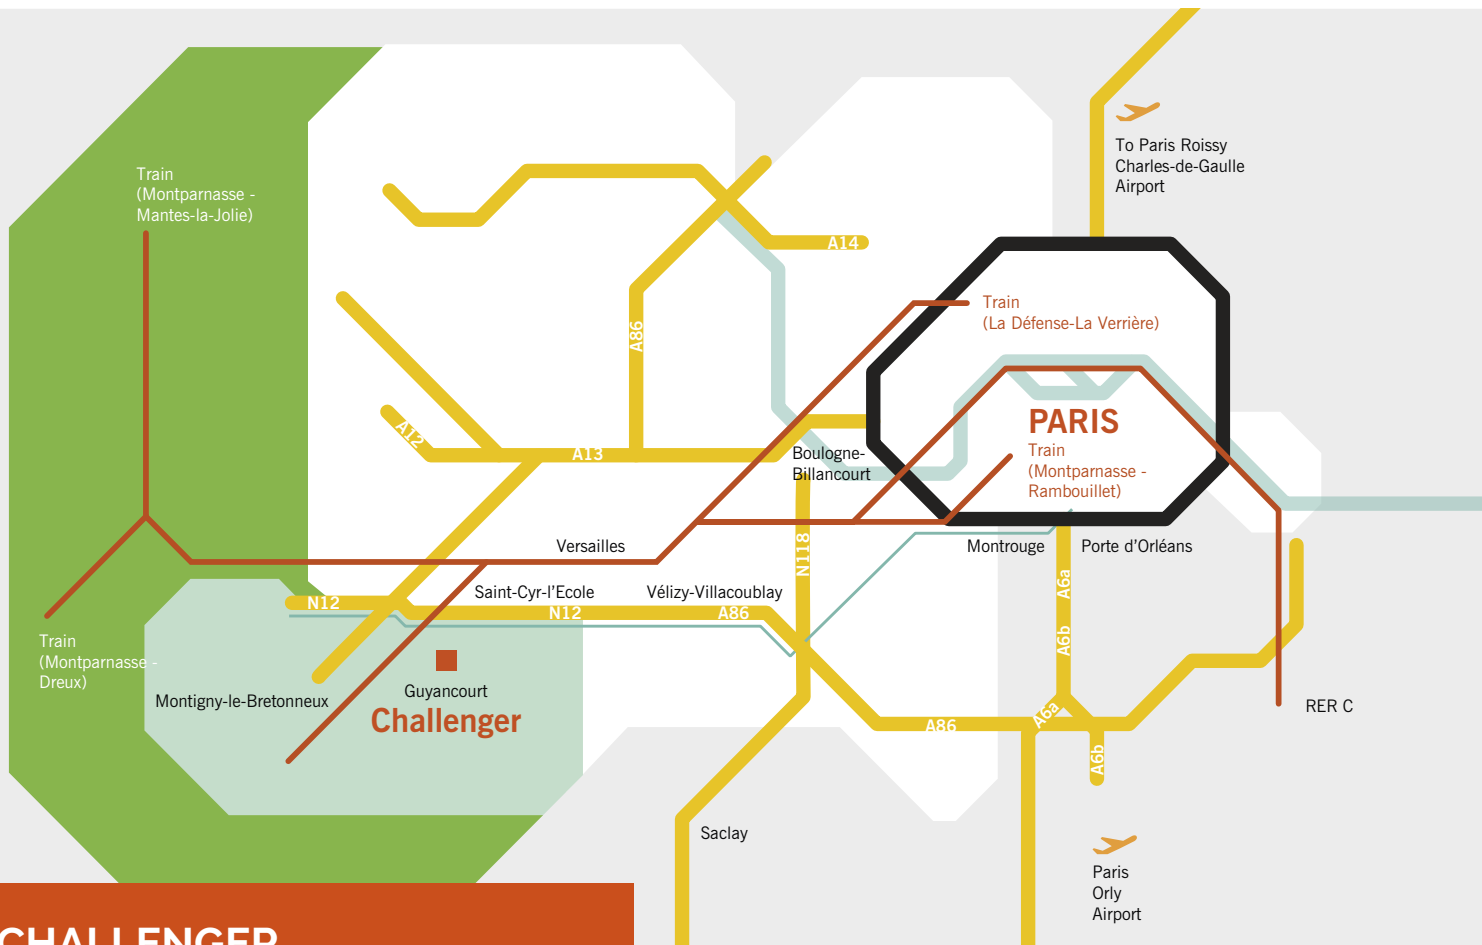 To Paris Roissy
Charles-de-Gaulle
Airport
Train
(Montparnasse -
Mantes-la-Jolie)
A14
A86
Train
(La Défense-La Verrière)
A12
A13
PARIS
Boulogne-
Billancourt
Train
(Montparnasse -
Rambouillet)
Versailles
N118
Montrouge
Porte d'Orléans
A6a
Saint-Cyr-l'Ecole
Vélizy-Villacoublay
N12
N12
A86
A6b
Train
(Montparnasse -
Dreux)
Montigny-le-Bretonneux
Guyancourt
Challenger
A86
A6a
RER C
A6b
Saclay
Paris
Orly
Airport
CHALLENGER